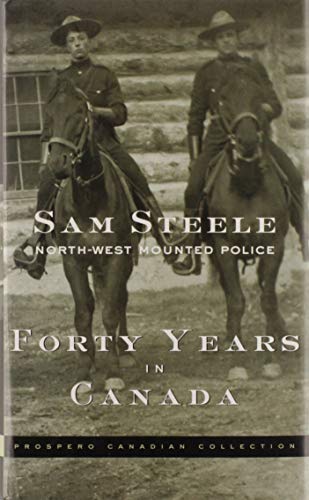 SAM STEELE
NORTH-WEST MOUNTED POLICE
FORTY YEARS
IN
CANADA
PROSPERO CANADIAN COLLECTION